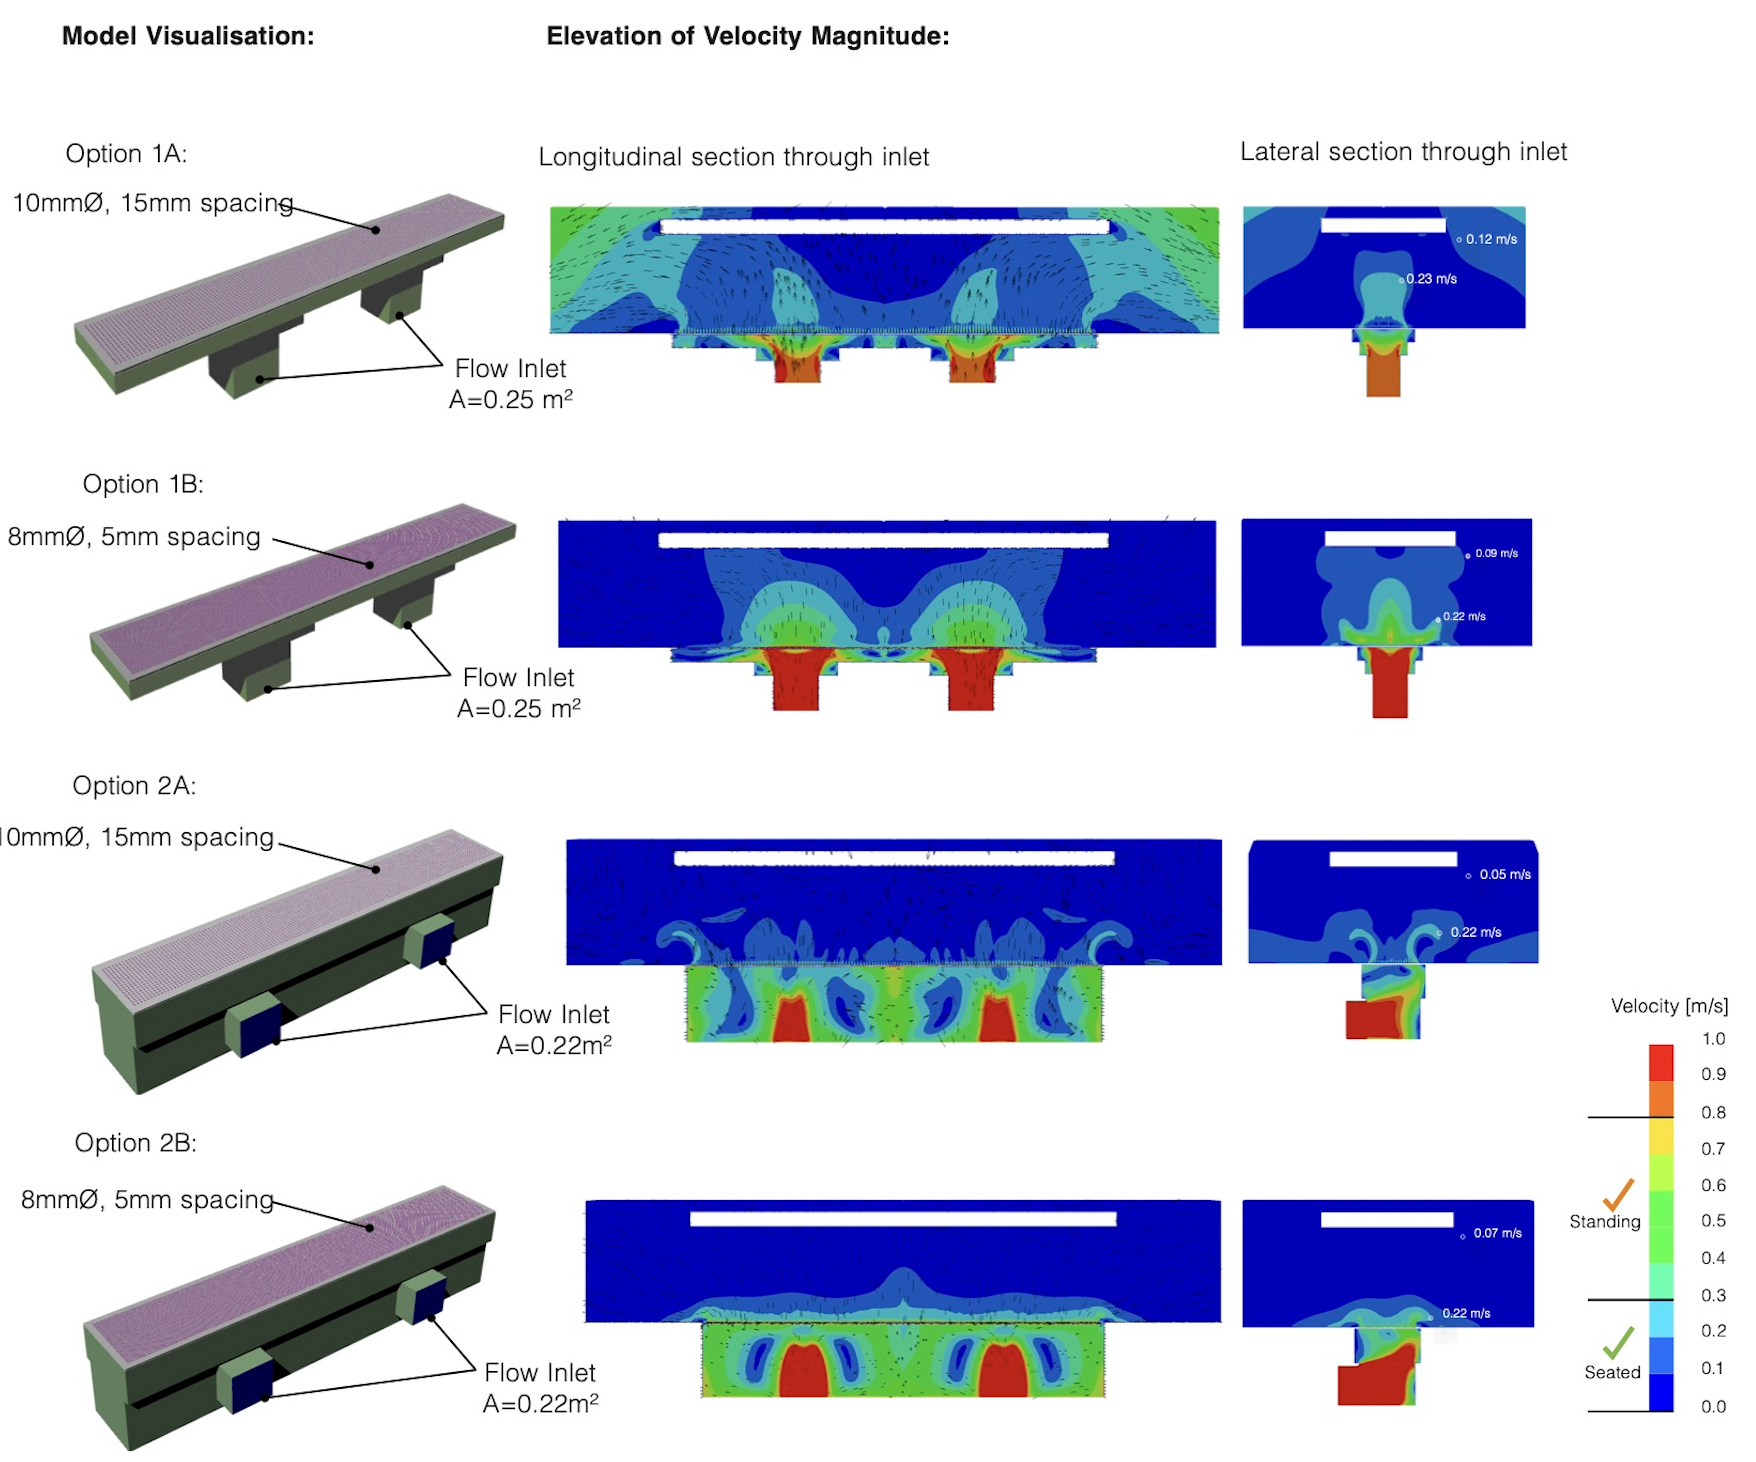 Model Visualisation:
Elevation of Velocity Magnitude:
Option 1A:
10mmØ, 15mm spacing
Flow Inlet
A=0.25 m²
Longitudinal section through inlet
Lateral section through inlet
0.12 m/s
0.23 m/s
Option 1B:
8mmØ, 5mm spacing
Flow Inlet
A=0.25 m²
0.09 m/s
0.22 m/s
Option 2A:
10mmØ, 15mm spacing
Flow Inlet
A=0.22m²
0.05 m/s
0.22 m/s
Option 2B:
8mmØ, 5mm spacing
Flow Inlet
A=0.22m²
0.07 m/s
0.22 m/s
Velocity [m/s]
1.0
0.9
0.8
0.7
0.6
0.5
0.4
0.3
0.2
0.1
0.0
Standing
Seated